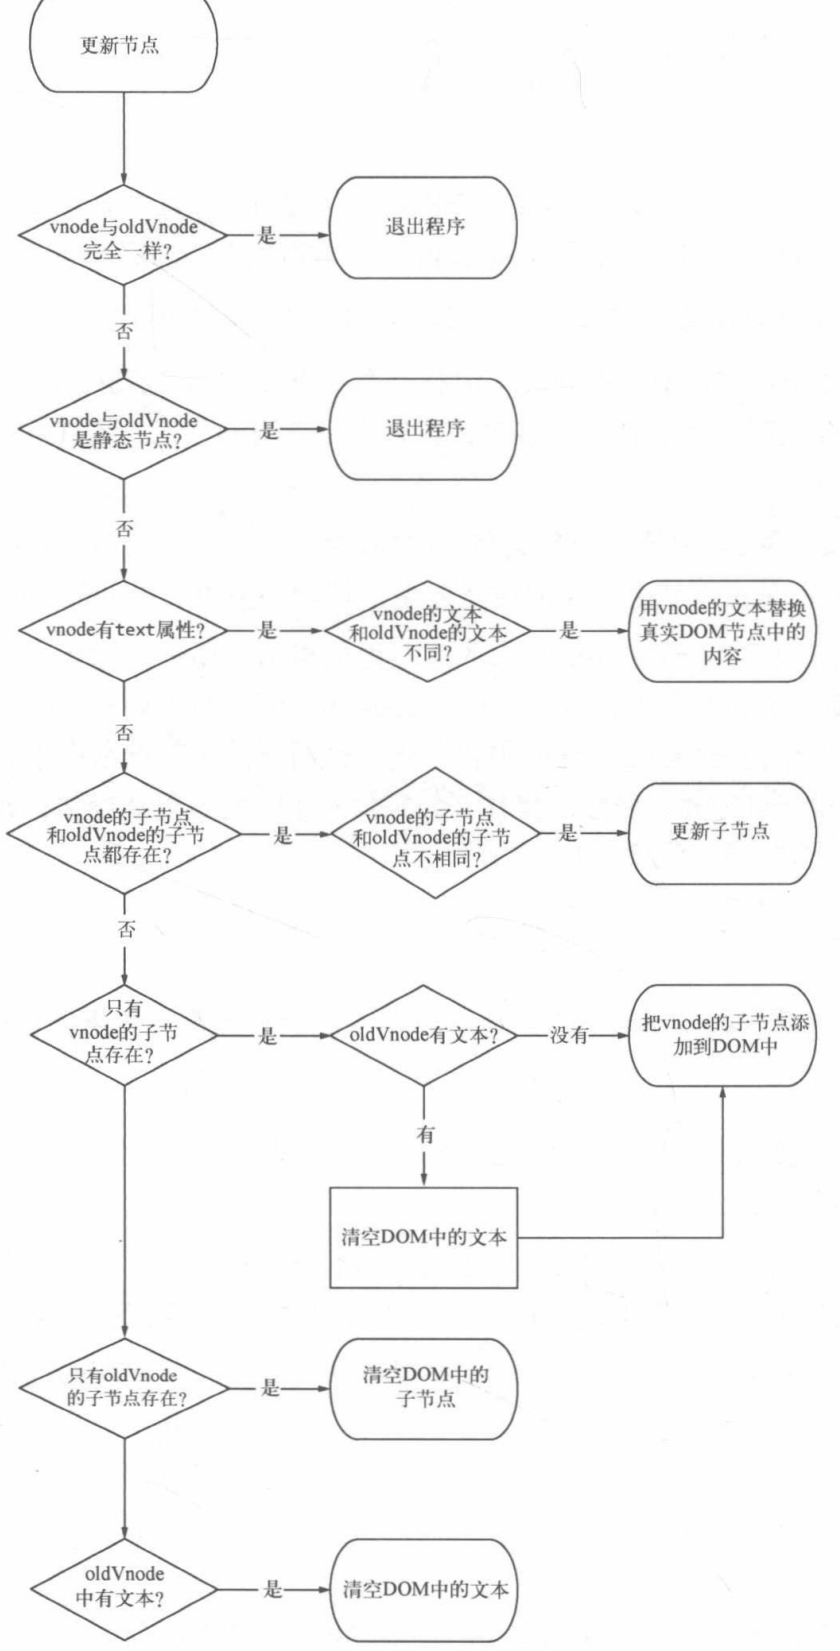 更新节点
vnode与oldVnode
完全一样?
是
退出程序
否
vnode与oldVnode
是静态节点?
是
退出程序
否
vnode有text属性?
是
vnode的文本
和oldVnode的文本
不同?
是
用vnode的文本替换
真实DOM节点中的
内容
否
vnode的子节点
和oldVnode的子节
点都存在?
是
vnode的子节点
和oldVnode的子节
点不相同?
是
更新子节点
否
只有
vnode的子节
点存在?
是
oldVnode有文本?
没有
把vnode的子节点添
加到DOM中
有
清空DOM中的文本
只有oldVnode
的子节点存在?
是
清空DOM中的
子节点
oldVnode
中有文本?
是
清空DOM中的文本